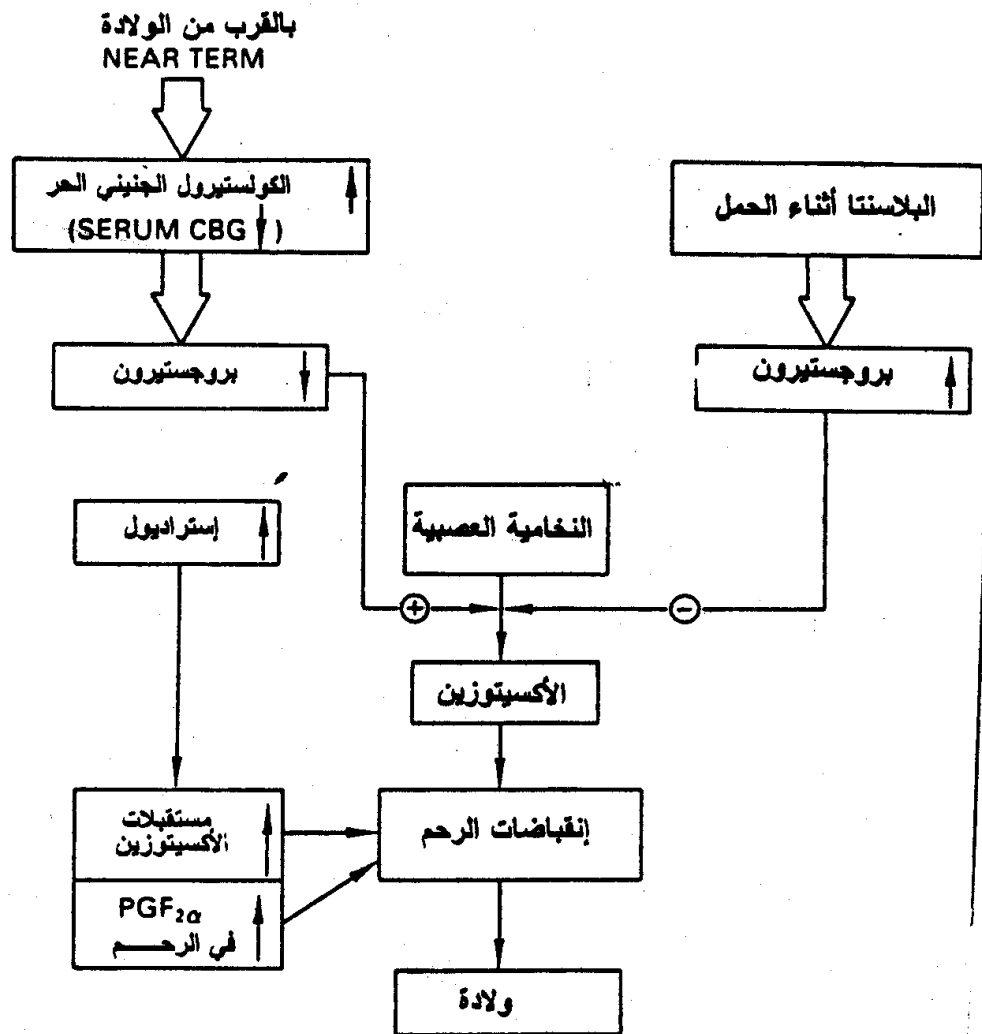 بالقرب من الولادة
NEAR TERM
الكولستيرول الجنيني الحر ↑
(SERUM CBG ↓)
البلاسنتا أثناء الحمل
بروجستيرون ↓
بروجستيرون ↑
إستراديول ↑
النخامية العصبية
+
−
الأكسيتوزين
مستقبلات
الأكسيتوزين ↑
إنقباضات الرحم
PGF₂α ↑
في الرحـــم
ولادة